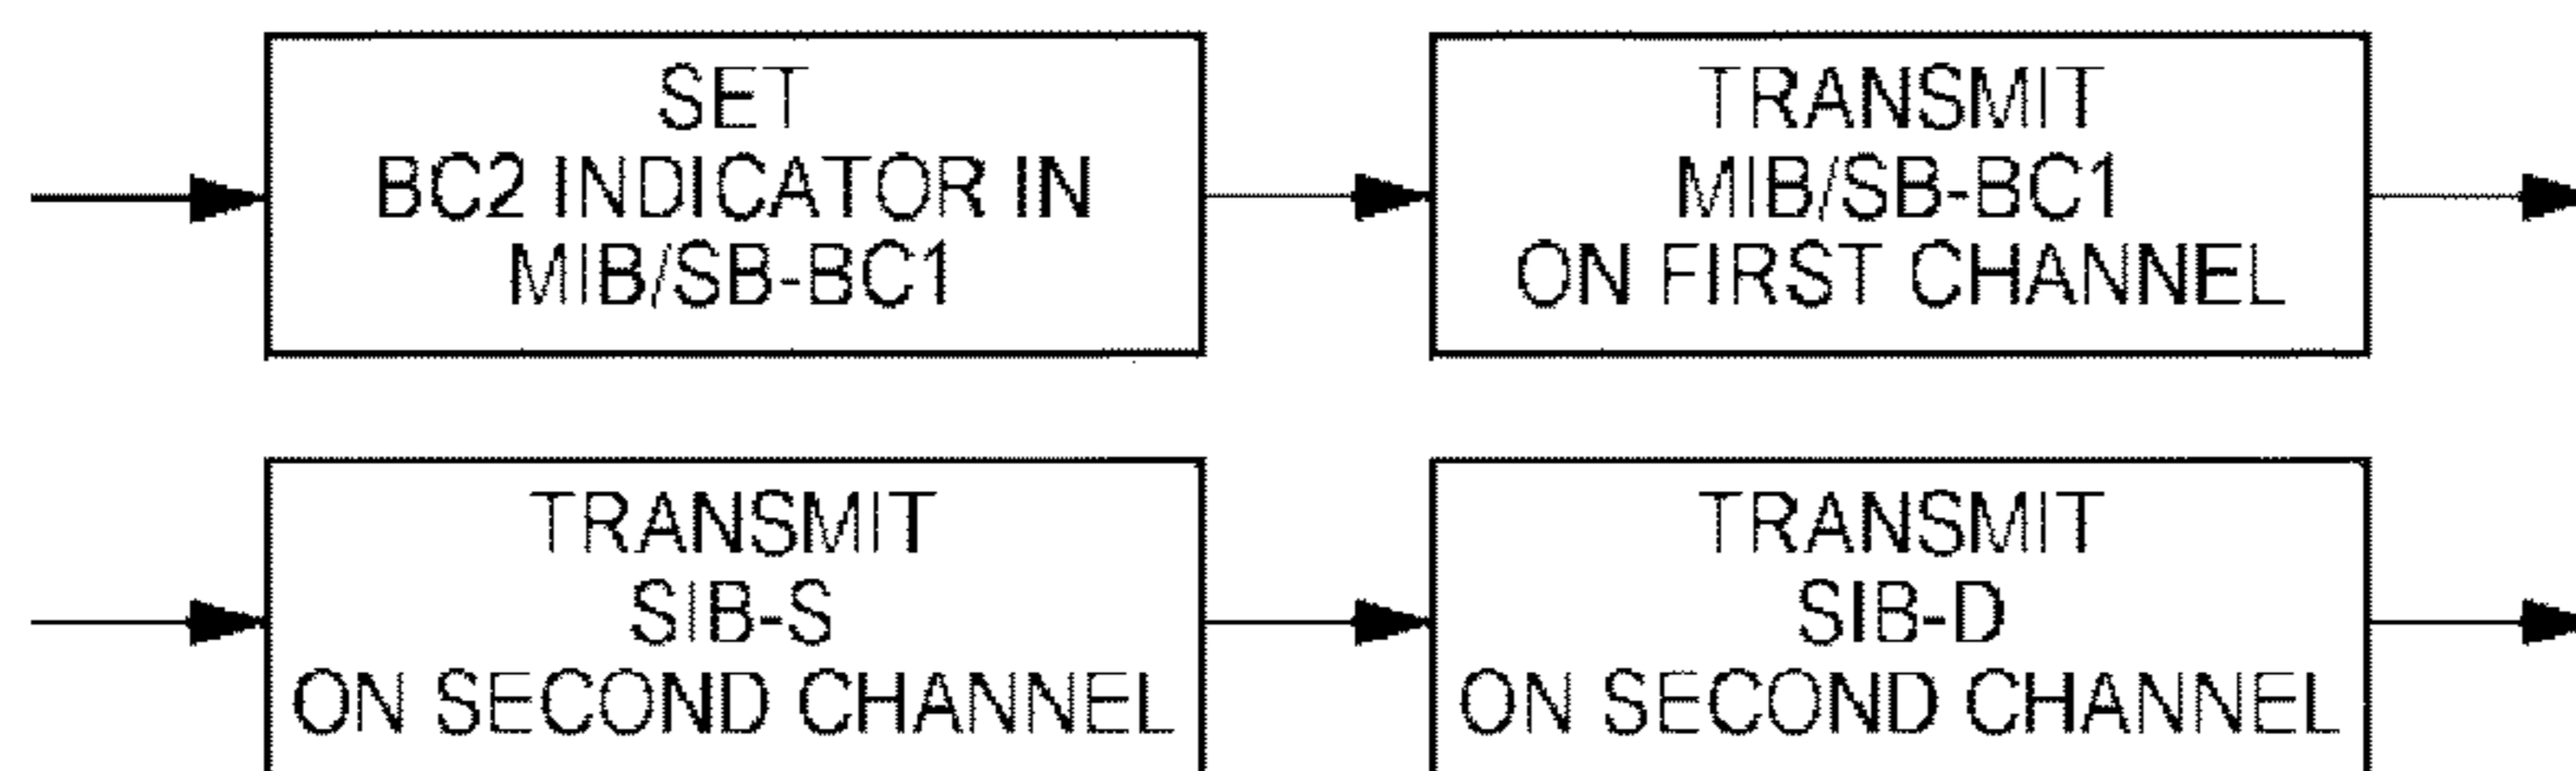 SET
BC2 INDICATOR IN
MIB/SB-BC1
TRANSMIT
MIB/SB-BC1
ON FIRST CHANNEL
TRANSMIT
SIB-S
ON SECOND CHANNEL
TRANSMIT
SIB-D
ON SECOND CHANNEL